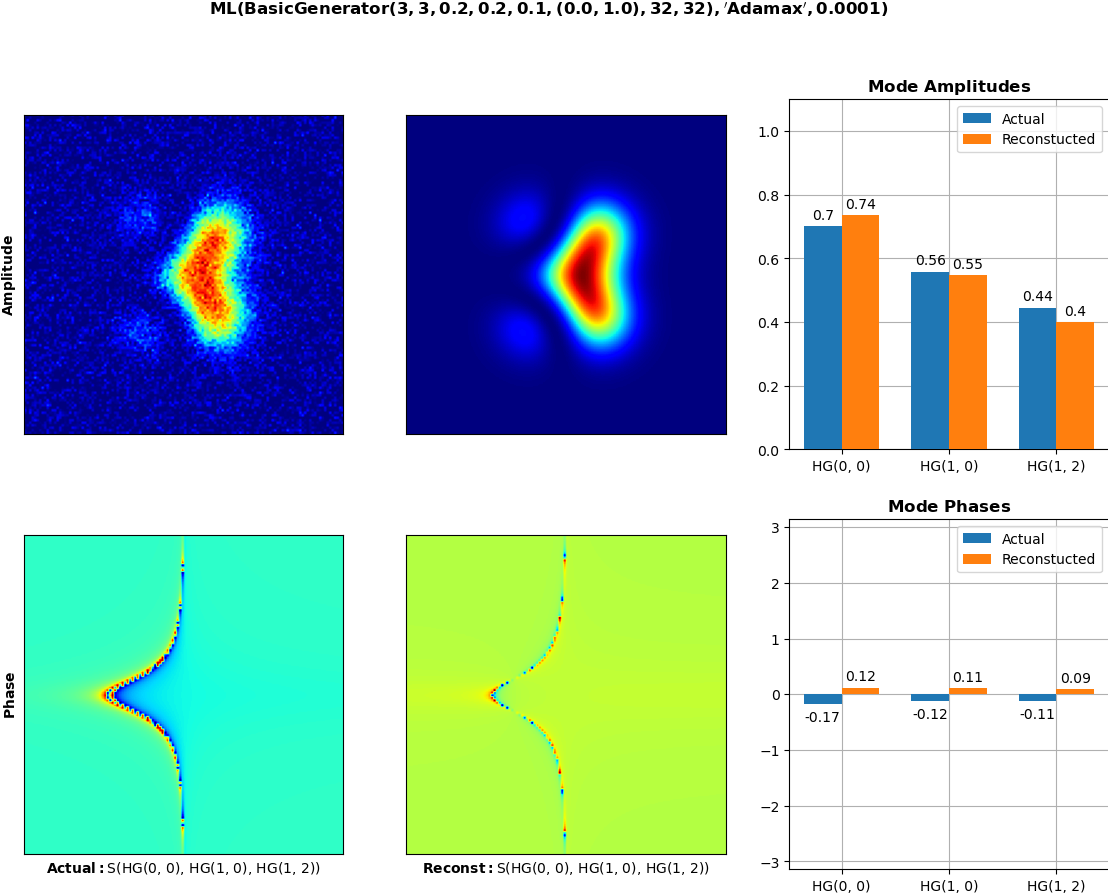 ML(BasicGenerator(3, 3, 0.2, 0.2, 0.1, (0.0, 1.0), 32, 32), ′Adamax′, 0.0001)
Mode Amplitudes
Actual
Reconstucted
1.0
0.8
0.6
0.4
0.2
0.0
0.7
0.74
0.56
0.55
0.44
0.4
HG(0, 0)
HG(1, 0)
HG(1, 2)
Amplitude
Mode Phases
Actual
Reconstucted
3
2
1
0
−1
−2
−3
-0.17
0.12
-0.12
0.11
-0.11
0.09
HG(0, 0)
HG(1, 0)
HG(1, 2)
Phase
Actual: S(HG(0, 0), HG(1, 0), HG(1, 2))
Reconst: S(HG(0, 0), HG(1, 0), HG(1, 2))